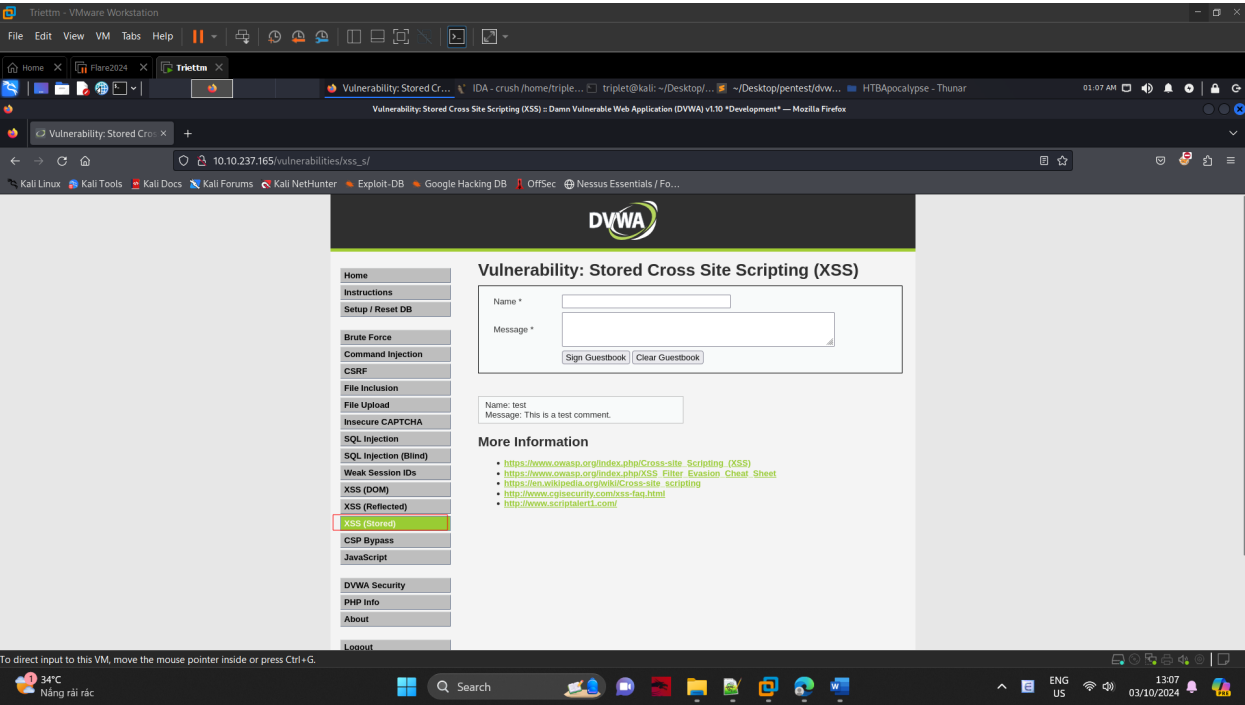 Triettm - VMware Workstation
File Edit View VM Tabs Help
Home Flare2024 Triettm
Vulnerability: Stored Cr... IDA - crush /home/triple... triplet@kali: ~/Desktop/... ~/Desktop/pentest/dvw... HTBApocalypse - Thunar 01:07 AM
Vulnerability: Stored Cross Site Scripting (XSS) :: Damn Vulnerable Web Application (DVWA) v1.10 *Development* — Mozilla Firefox
Vulnerability: Stored Cros
10.10.237.165/vulnerabilities/xss_s/
Kali Linux Kali Tools Kali Docs Kali Forums Kali NetHunter Exploit-DB Google Hacking DB OffSec Nessus Essentials / Fo...
DVWA
Home
Instructions
Setup / Reset DB
Brute Force
Command Injection
CSRF
File Inclusion
File Upload
Insecure CAPTCHA
SQL Injection
SQL Injection (Blind)
Weak Session IDs
XSS (DOM)
XSS (Reflected)
XSS (Stored)
CSP Bypass
JavaScript
DVWA Security
PHP Info
About
Logout
Vulnerability: Stored Cross Site Scripting (XSS)
Name *
Message *
Sign Guestbook Clear Guestbook
Name: test
Message: This is a test comment.
More Information
https://www.owasp.org/index.php/Cross-site_Scripting_(XSS)
https://www.owasp.org/index.php/XSS_Filter_Evasion_Cheat_Sheet
https://en.wikipedia.org/wiki/Cross-site_scripting
http://www.cgisecurity.com/xss-faq.html
http://www.scriptalert1.com/
To direct input to this VM, move the mouse pointer inside or press Ctrl+G.
1 34°C
Nắng rải rác
Search
ENG
US
13:07
03/10/2024
PRE